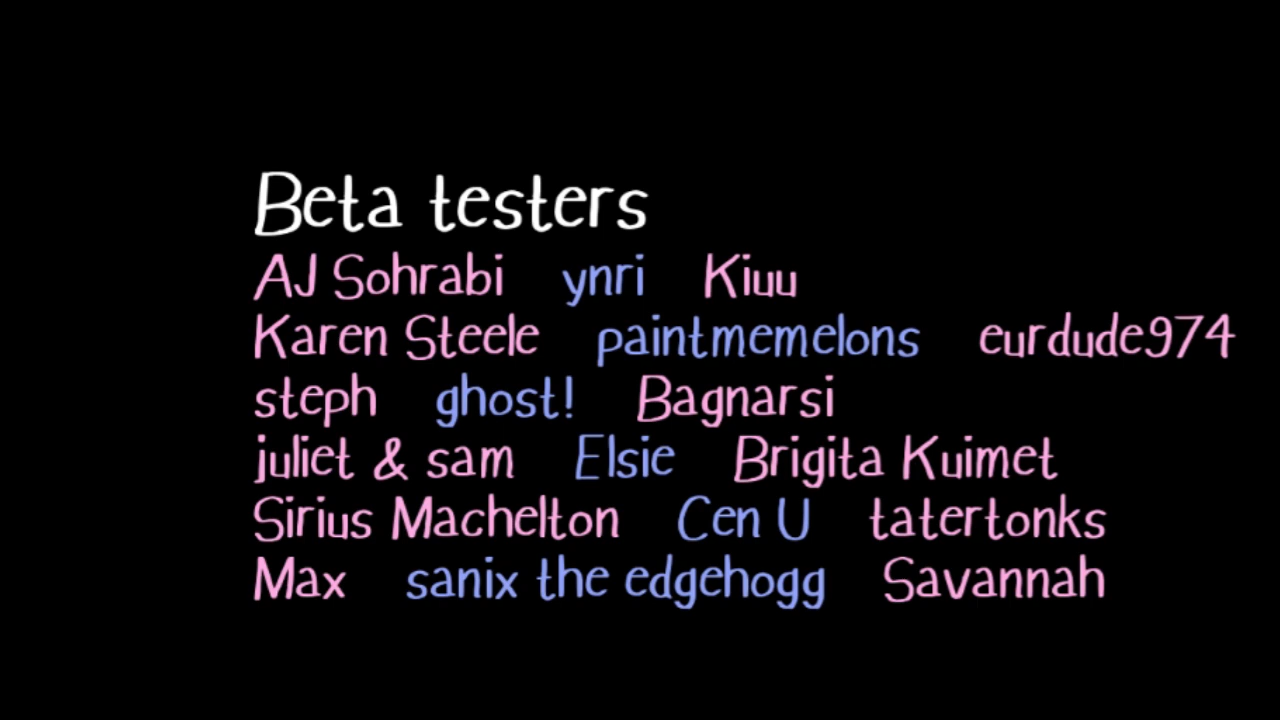 Beta testers
AJ Sohrabi ynri Kiuu
Karen Steele paintmemelons eurdude974
steph ghost! Bagnarsi
juliet & sam Elsie Brigita Kuimet
Sirius Machelton Cen U tatertonks
Max sanix the edgehogg Savannah